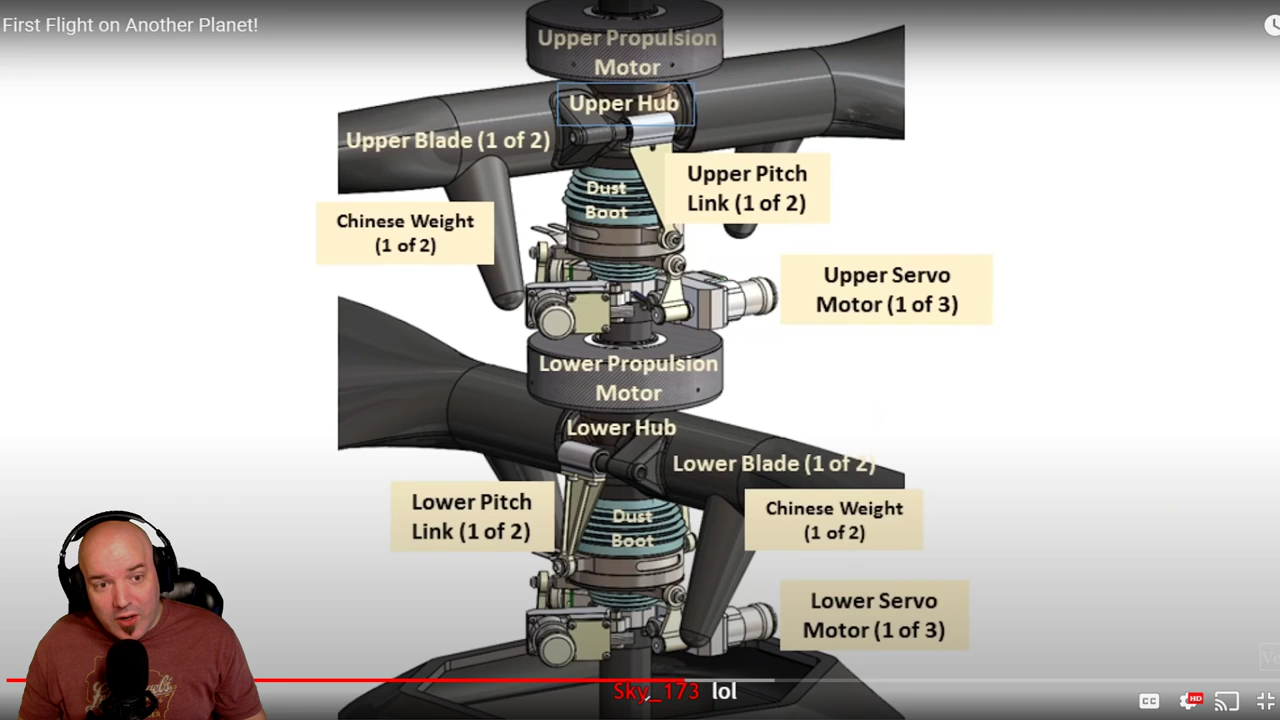 First Flight on Another Planet!
Upper Propulsion
Motor
Upper Hub
Upper Blade (1 of 2)
Upper Pitch
Link (1 of 2)
Dust
Boot
Chinese Weight
(1 of 2)
Upper Servo
Motor (1 of 3)
Lower Propulsion
Motor
Lower Hub
Lower Blade (1 of 2)
Lower Pitch
Link (1 of 2)
Chinese Weight
(1 of 2)
Dust
Boot
Lower Servo
Motor (1 of 3)
Sky_173 lol
CC
HD